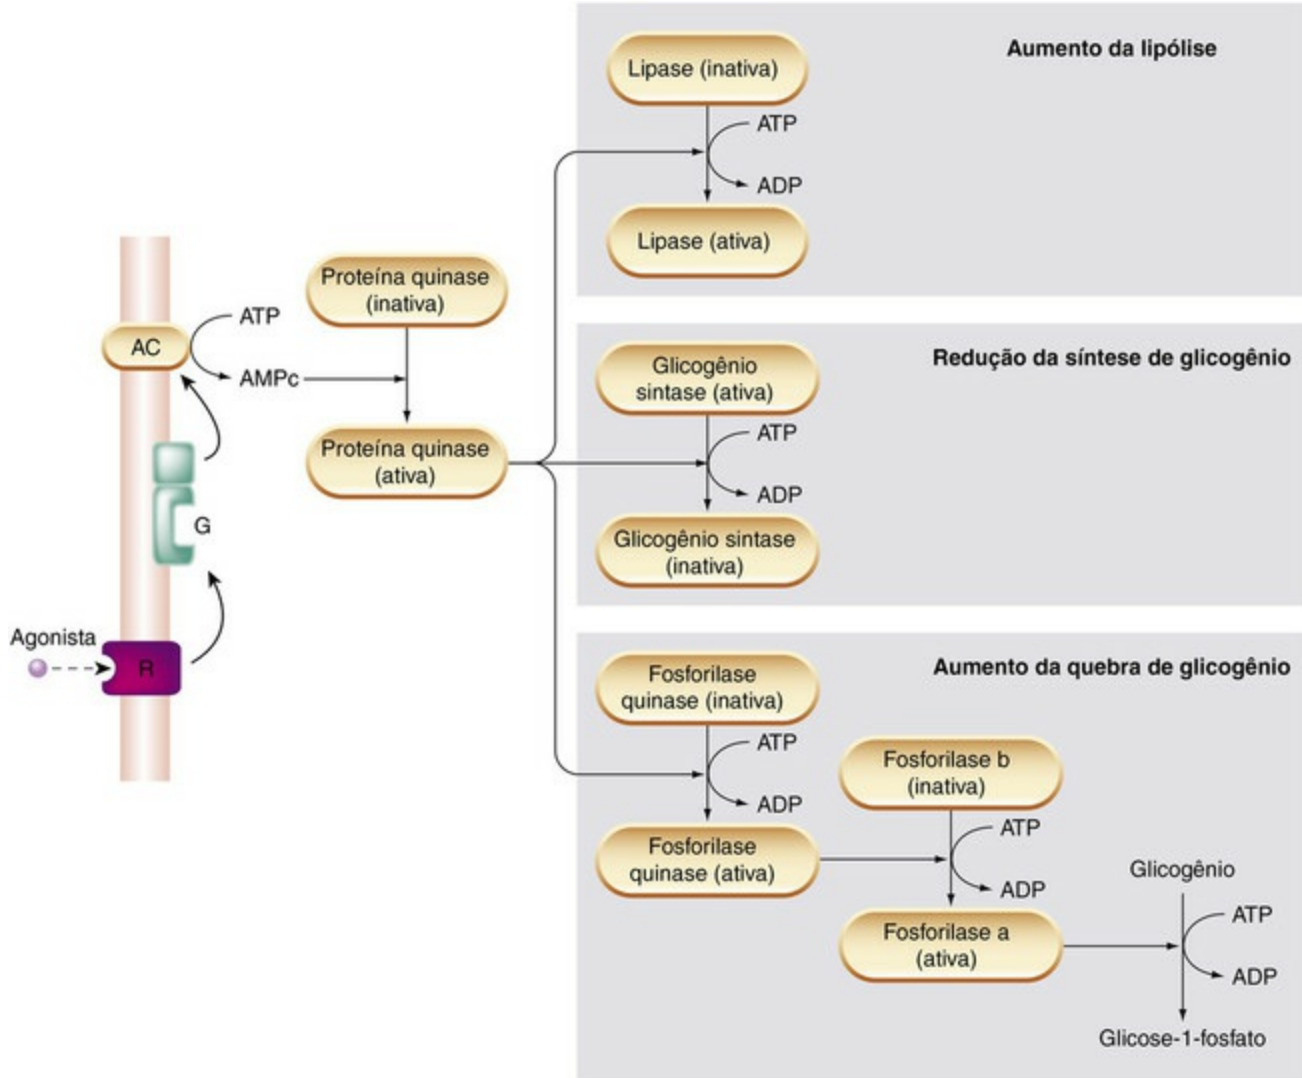 Agonista
R
G
AC
ATP
AMPc
Proteína quinase
(inativa)
Proteína quinase
(ativa)
Aumento da lipólise
Lipase (inativa)
ATP
ADP
Lipase (ativa)
Redução da síntese de glicogênio
Glicogênio
sintase (ativa)
ATP
ADP
Glicogênio sintase
(inativa)
Aumento da quebra de glicogênio
Fosforilase
quinase (inativa)
ATP
ADP
Fosforilase
quinase (ativa)
Fosforilase b
(inativa)
ATP
ADP
Fosforilase a
(ativa)
Glicogênio
ATP
ADP
Glicose-1-fosfato